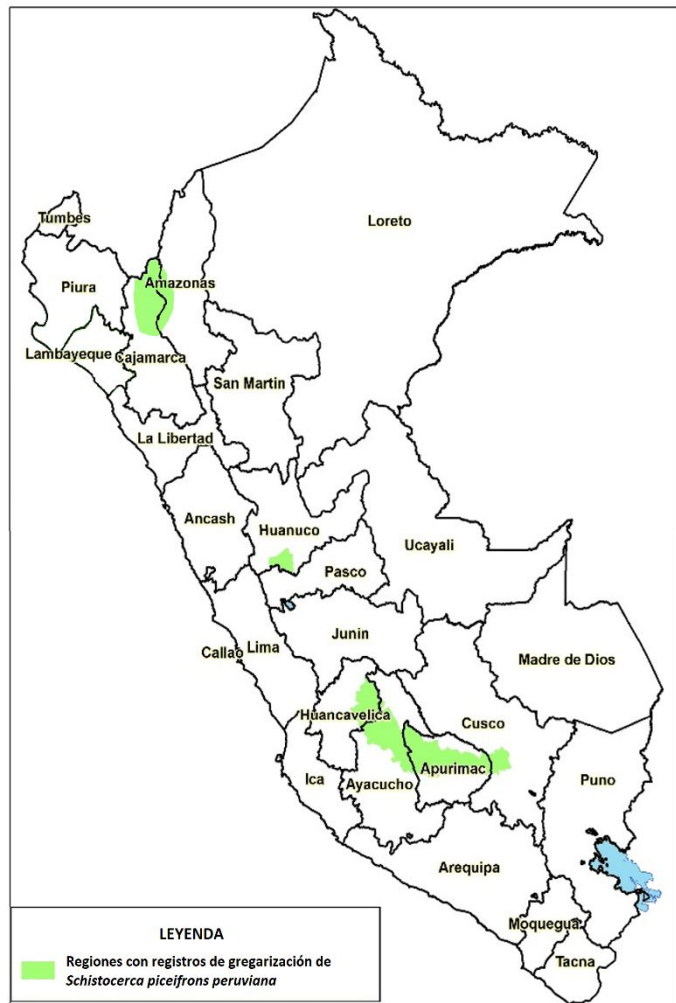 Loreto
Tumbes
Piura
Amazonas
Lambayeque
Cajamarca
San Martin
La Libertad
Ancash
Huanuco
Ucayali
Pasco
Junin
Callao
Lima
Madre de Dios
Huancavelica
Cusco
Ica
Ayacucho
Apurimac
Puno
Arequipa
Moquegua
Tacna
LEYENDA
Regiones con registros de gregarización de
Schistocerca piceifrons peruviana